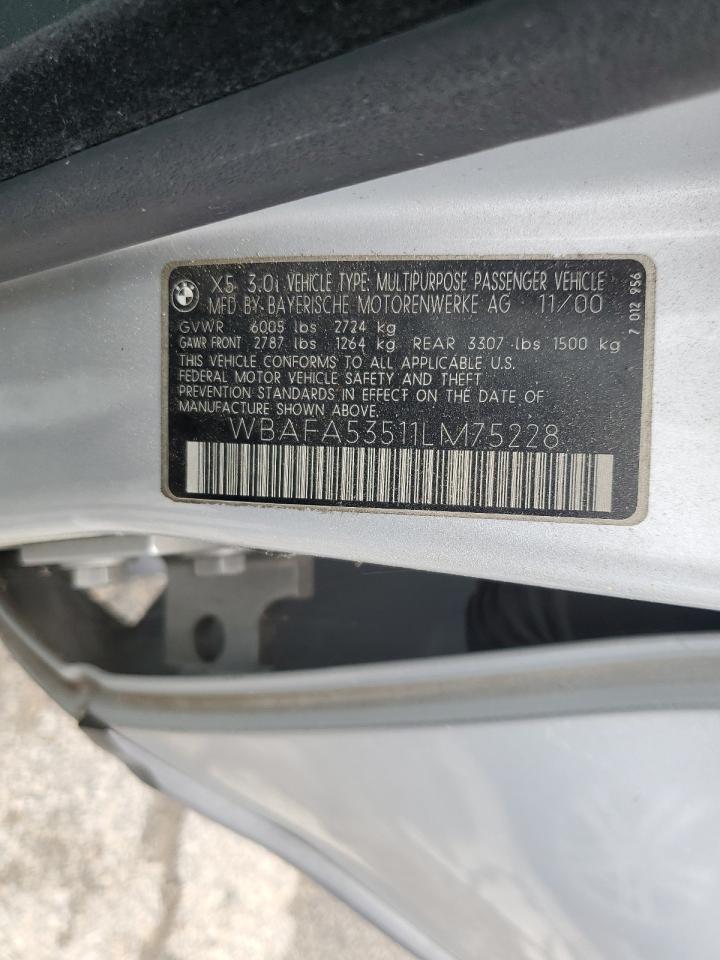 X5 3.0i VEHICLE TYPE: MULTIPURPOSE PASSENGER VEHICLE
MFD BY: BAYERISCHE MOTORENWERKE AG 11/00
GVWR 6005 lbs 2724 kg
GAWR FRONT 2787 lbs 1264 kg REAR 3307 lbs 1500 kg
THIS VEHICLE CONFORMS TO ALL APPLICABLE U.S.
FEDERAL MOTOR VEHICLE SAFETY AND THEFT
PREVENTION STANDARDS IN EFFECT ON THE DATE OF
MANUFACTURE SHOWN ABOVE
WBAFA53511LM75228
7 012 956